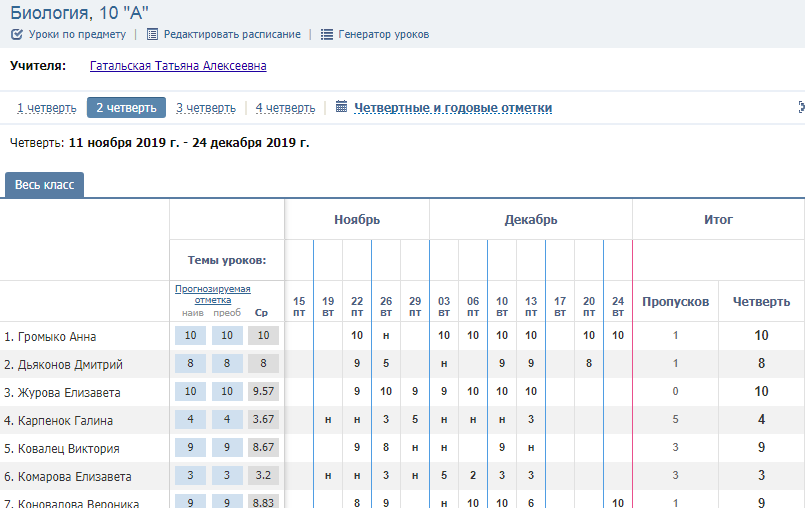 Биология, 10 "А"
Уроки по предмету | Редактировать расписание | Генератор уроков
Учителя: Гатальская Татьяна Алексеевна
1 четверть 2 четверть 3 четверть 4 четверть Четвертные и годовые отметки
Четверть: 11 ноября 2019 г. - 24 декабря 2019 г.
Весь класс
Ноябрь Декабрь Итог
Темы уроков:
Прогнозируемая отметка
наив преоб Ср 15 пт 19 вт 22 пт 26 вт 29 пт 03 вт 06 пт 10 вт 13 пт 17 вт 20 пт 24 вт Пропусков Четверть
1. Громыко Анна 10 10 10 10 н 10 10 10 10 10 10 1 10
2. Дьяконов Дмитрий 8 8 8 9 5 н 9 9 8 1 8
3. Журова Елизавета 10 10 9.57 9 10 9 9 10 10 10 0 10
4. Карпенок Галина 4 4 3.67 н н 3 5 н н н 3 5 4
5. Ковалец Виктория 9 9 8.67 9 8 н н 9 н 3 9
6. Комарова Елизавета 3 3 3.2 н н 3 н 5 2 3 3 3 3
7. Коновалова Вероника 9 9 8.83 8 9 н 10 10 6 10 1 9